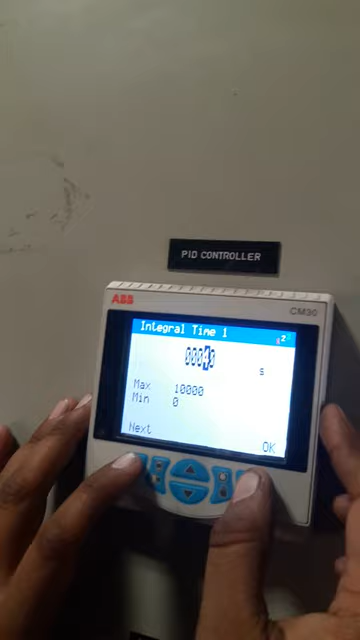 PID CONTROLLER
ABB
CM30
Integral Time 1
s
Max 10000
Min 0
Next
OK